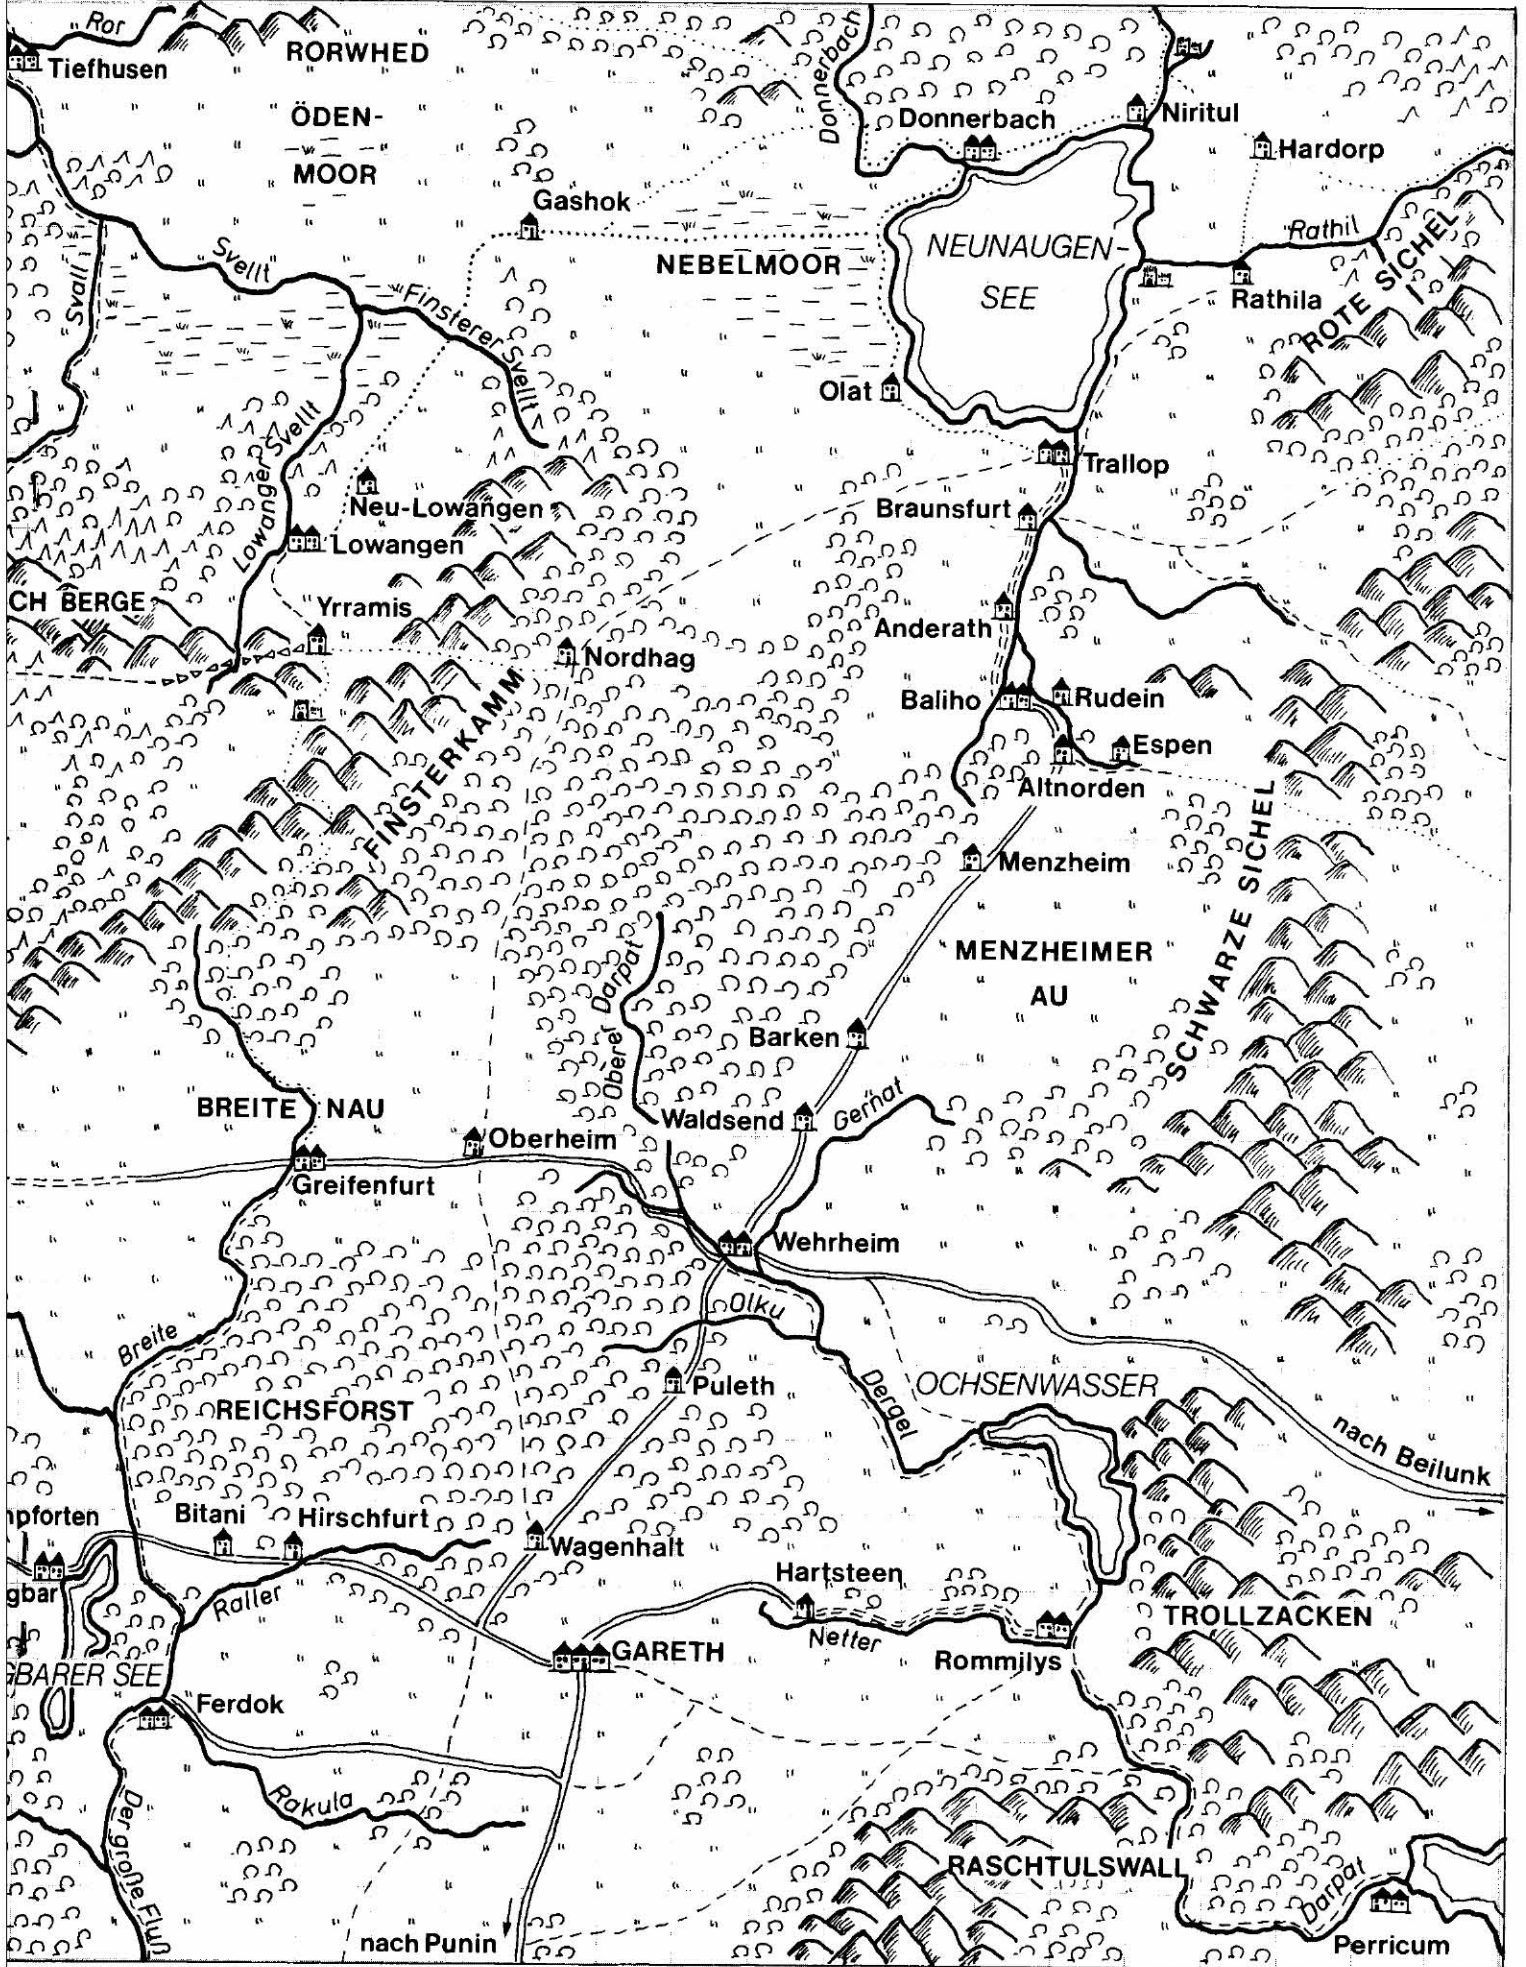 Ror
Tiefhusen
RORWHED
ÖDEN-
MOOR
Donnerbach
Donnerbach
Niritul
Hardorp
Gashok
NEBELMOOR
NEUNAUGEN-
SEE
Rathil
Rathila
ROTE SICHEL
Svellt
Svall
Finsterer Svellt
Lowanger Svellt
Olat
Trallop
Braunsfurt
Neu-Lowangen
Lowangen
CH BERGE
Yrramis
Nordhag
Anderath
Baliho
Rudein
Espen
Altnorden
FINSTERKAMM
Menzheim
SCHWARZE SICHEL
MENZHEIMER
AU
Oberer Darpat
Barken
BREITE NAU
Waldsend
Gernat
Oberheim
Greifenfurt
Wehrheim
Olku
Breite
Puleth
Dergel
OCHSENWASSER
REICHSFORST
nach Beilunk
npforten
Bitani
Hirschfurt
Wagenhalt
gbar
Raller
Hartsteen
Netter
TROLLZACKEN
GARETH
Rommilys
GBARER SEE
Ferdok
Rakula
Der große Fluß
RASCHTULSWALL
Darpat
nach Punin
Perricum